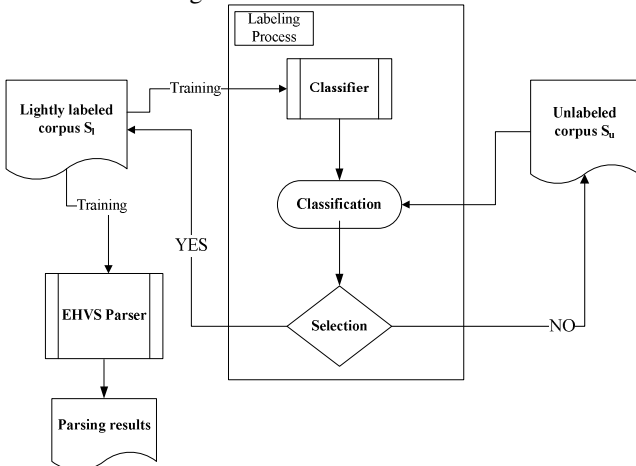 Labeling
Process
Lightly labeled
corpus Sl
Training
Classifier
Unlabeled
corpus Su
Classification
Training
YES
EHVS Parser
Selection
NO
Parsing results